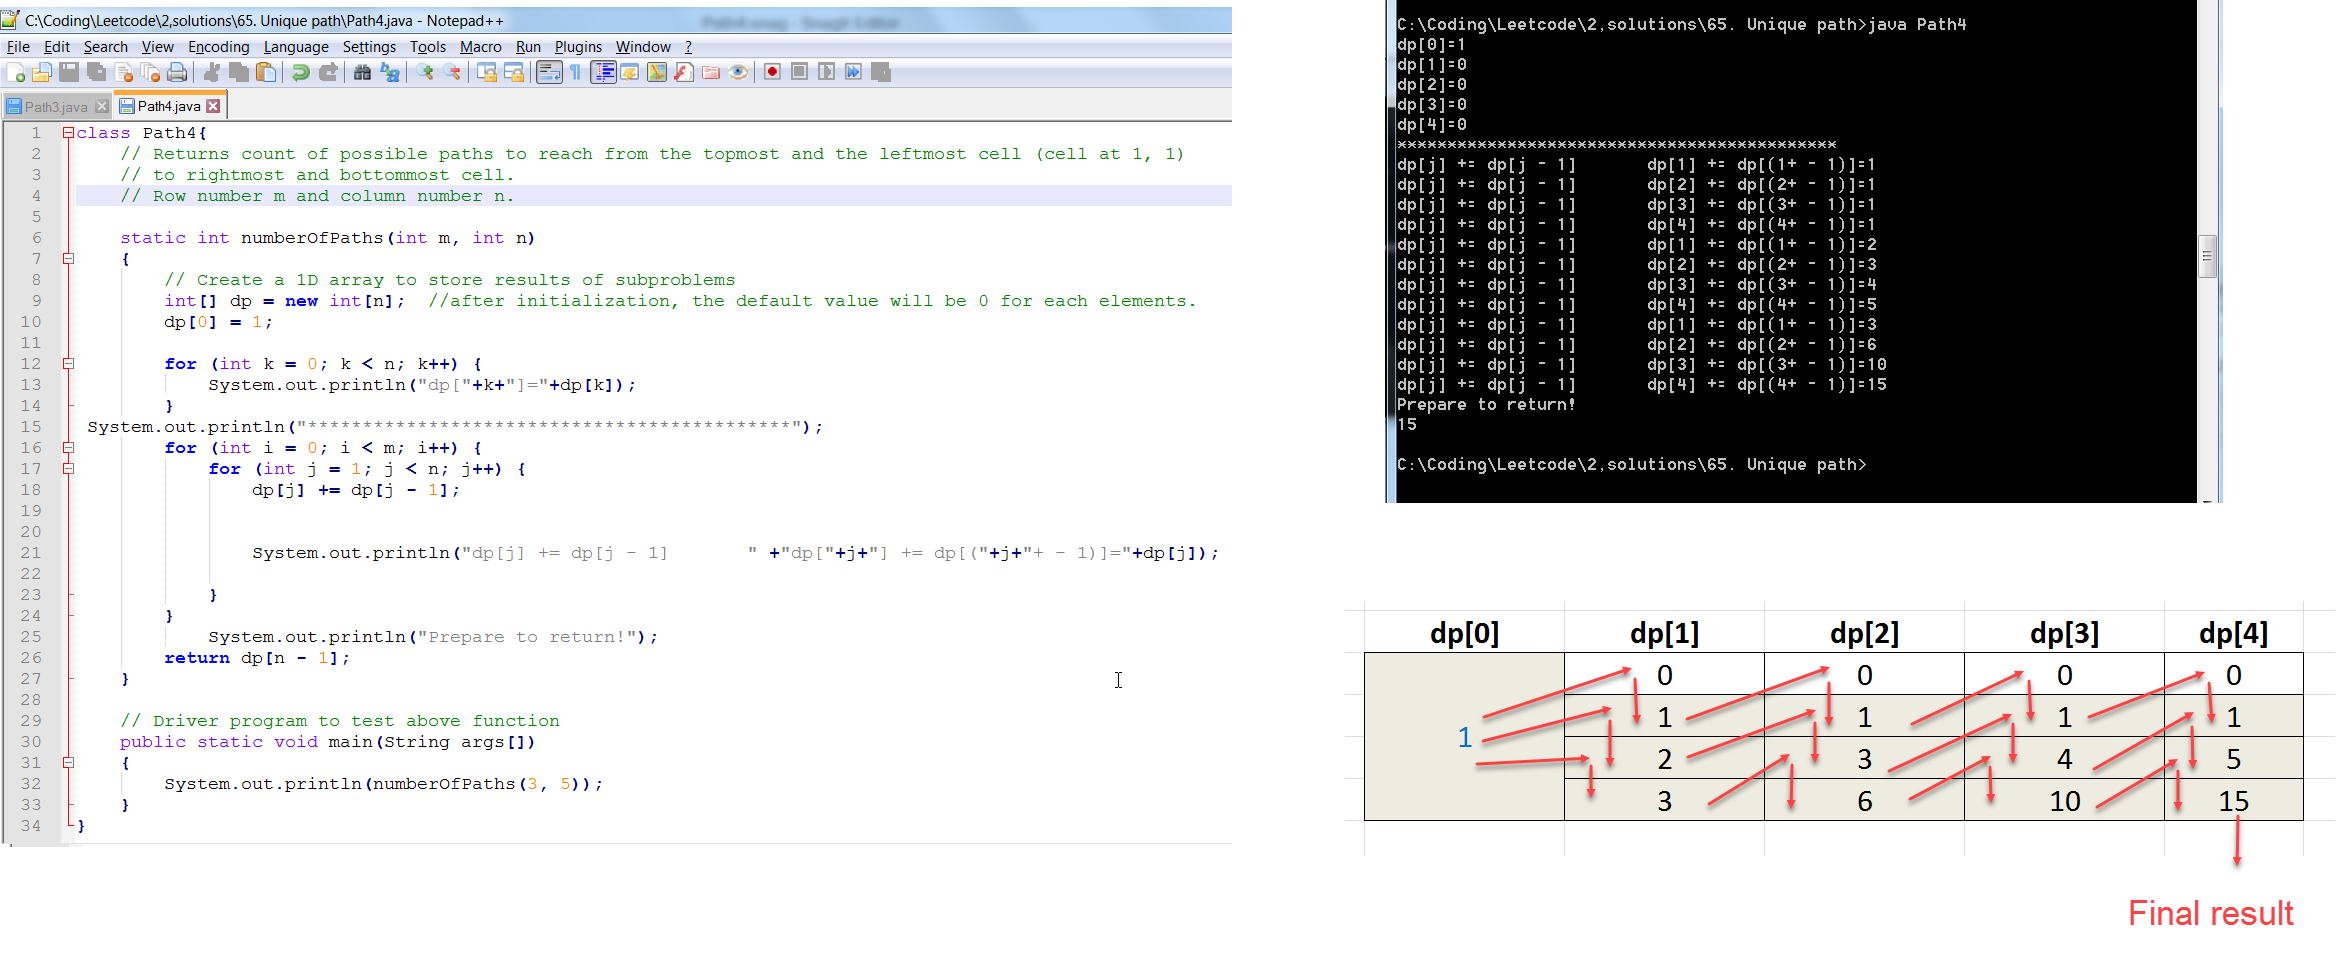 C:\Coding\Leetcode\2,solutions\65. Unique path\Path4.java - Notepad++
File Edit Search View Encoding Language Settings Tools Macro Run Plugins Window ?
Path3.java Path4.java
1 class Path4{
2 // Returns count of possible paths to reach from the topmost and the leftmost cell (cell at 1, 1)
3 // to rightmost and bottommost cell.
4 // Row number m and column number n.
5
6 static int numberOfPaths(int m, int n)
7 {
8 // Create a 1D array to store results of subproblems
9 int[] dp = new int[n];  //after initialization, the default value will be 0 for each elements.
10 dp[0] = 1;
11
12 for (int k = 0; k < n; k++) {
13 System.out.println("dp["+k+"]="+dp[k]);
14 }
15 System.out.println("********************************************");
16 for (int i = 0; i < m; i++) {
17 for (int j = 1; j < n; j++) {
18 dp[j] += dp[j - 1];
19
20
21 System.out.println("dp[j] += dp[j - 1]       " +"dp["+j+"] += dp[("+j+"+ - 1)]="+dp[j]);
22
23 }
24 }
25 System.out.println("Prepare to return!");
26 return dp[n - 1];
27 }
28
29 // Driver program to test above function
30 public static void main(String args[])
31 {
32 System.out.println(numberOfPaths(3, 5));
33 }
34 }
C:\Coding\Leetcode\2,solutions\65. Unique path>java Path4
dp[0]=1
dp[1]=0
dp[2]=0
dp[3]=0
dp[4]=0
********************************************
dp[j] += dp[j - 1]       dp[1] += dp[(1+ - 1)]=1
dp[j] += dp[j - 1]       dp[2] += dp[(2+ - 1)]=1
dp[j] += dp[j - 1]       dp[3] += dp[(3+ - 1)]=1
dp[j] += dp[j - 1]       dp[4] += dp[(4+ - 1)]=1
dp[j] += dp[j - 1]       dp[1] += dp[(1+ - 1)]=2
dp[j] += dp[j - 1]       dp[2] += dp[(2+ - 1)]=3
dp[j] += dp[j - 1]       dp[3] += dp[(3+ - 1)]=4
dp[j] += dp[j - 1]       dp[4] += dp[(4+ - 1)]=5
dp[j] += dp[j - 1]       dp[1] += dp[(1+ - 1)]=3
dp[j] += dp[j - 1]       dp[2] += dp[(2+ - 1)]=6
dp[j] += dp[j - 1]       dp[3] += dp[(3+ - 1)]=10
dp[j] += dp[j - 1]       dp[4] += dp[(4+ - 1)]=15
Prepare to return!
15
C:\Coding\Leetcode\2,solutions\65. Unique path>
dp[0] dp[1] dp[2] dp[3] dp[4]
0 0 0 0
1 1 1 1
1
2 3 4 5
3 6 10 15
Final result